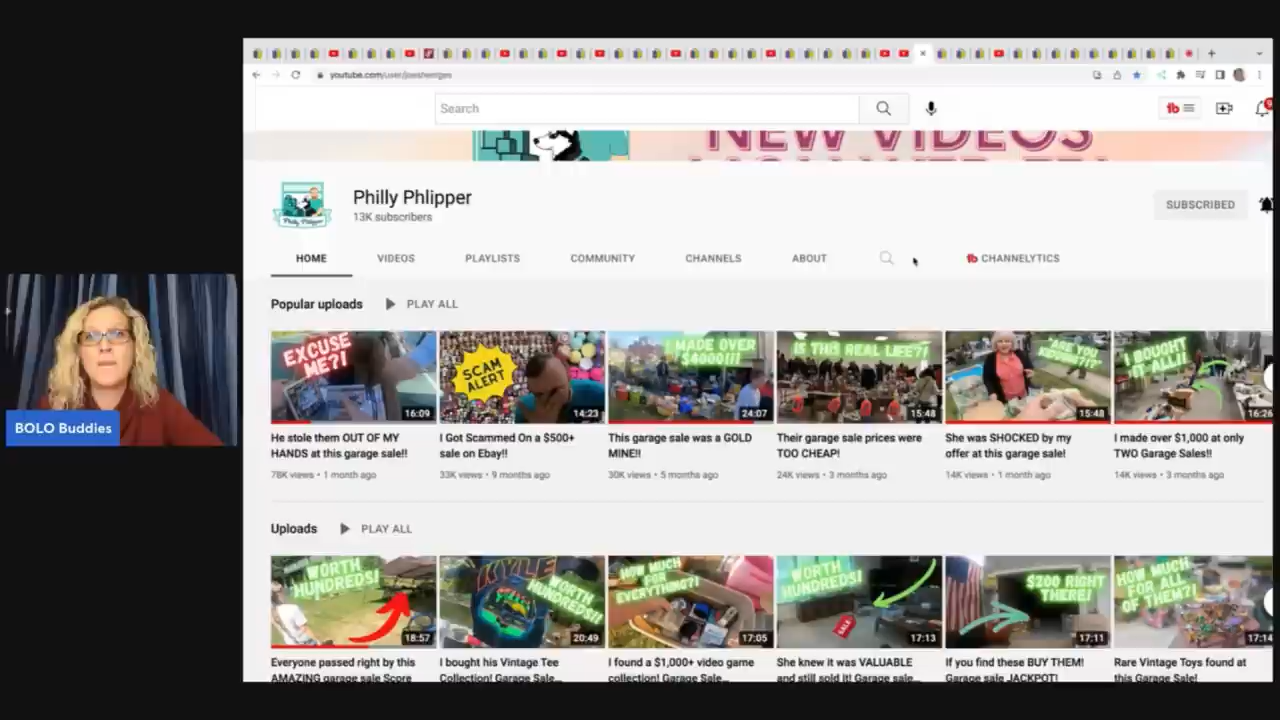 youtube.com/user/joeshentges
Search
tb
9
NEW VIDEOS
Philly Phlipper
Philly Phlipper
13K subscribers
SUBSCRIBED
HOME VIDEOS PLAYLISTS COMMUNITY CHANNELS ABOUT tb CHANNELYTICS
Popular uploads PLAY ALL
EXCUSE ME?!
16:09
SCAM ALERT
14:23
I MADE OVER $4000!!!
24:07
IS THIS REAL LIFE?!
15:48
"ARE YOU KIDDING?!?"
15:48
I BOUGHT IT ALL!!
16:26
He stole them OUT OF MY
HANDS at this garage sale!!
78K views • 1 month ago
I Got Scammed On a $500+
sale on Ebay!!
33K views • 9 months ago
This garage sale was a GOLD
MINE!!
30K views • 5 months ago
Their garage sale prices were
TOO CHEAP!
24K views • 3 months ago
She was SHOCKED by my
offer at this garage sale!
14K views • 1 month ago
I made over $1,000 at only
TWO Garage Sales!!
14K views • 3 months ago
BOLO Buddies
Uploads PLAY ALL
WORTH HUNDREDS!
18:57
KYLE
WORTH HUNDREDS!!
20:49
HOW MUCH FOR EVERYTHING?!
17:05
WORTH HUNDREDS!
SALE
17:13
$200 RIGHT THERE!
17:11
HOW MUCH FOR ALL OF THEM?!
17:14
Everyone passed right by this
AMAZING garage sale Score
I bought his Vintage Tee
Collection! Garage Sale...
I found a $1,000+ video game
collection! Garage Sale...
She knew it was VALUABLE
and still sold it! Garage sale...
If you find these BUY THEM!
Garage sale JACKPOT!
Rare Vintage Toys found at
this Garage Sale!